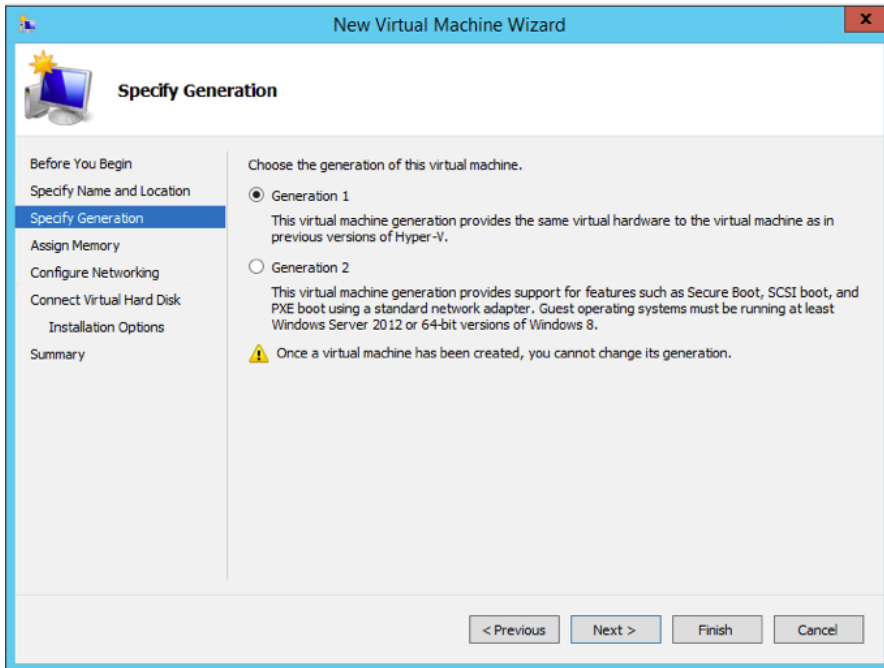 New Virtual Machine Wizard
x
Specify Generation
Before You Begin
Specify Name and Location
Specify Generation
Assign Memory
Configure Networking
Connect Virtual Hard Disk
Installation Options
Summary
Choose the generation of this virtual machine.
Generation 1
This virtual machine generation provides the same virtual hardware to the virtual machine as in
previous versions of Hyper-V.
Generation 2
This virtual machine generation provides support for features such as Secure Boot, SCSI boot, and
PXE boot using a standard network adapter. Guest operating systems must be running at least
Windows Server 2012 or 64-bit versions of Windows 8.
Once a virtual machine has been created, you cannot change its generation.
< Previous
Next >
Finish
Cancel